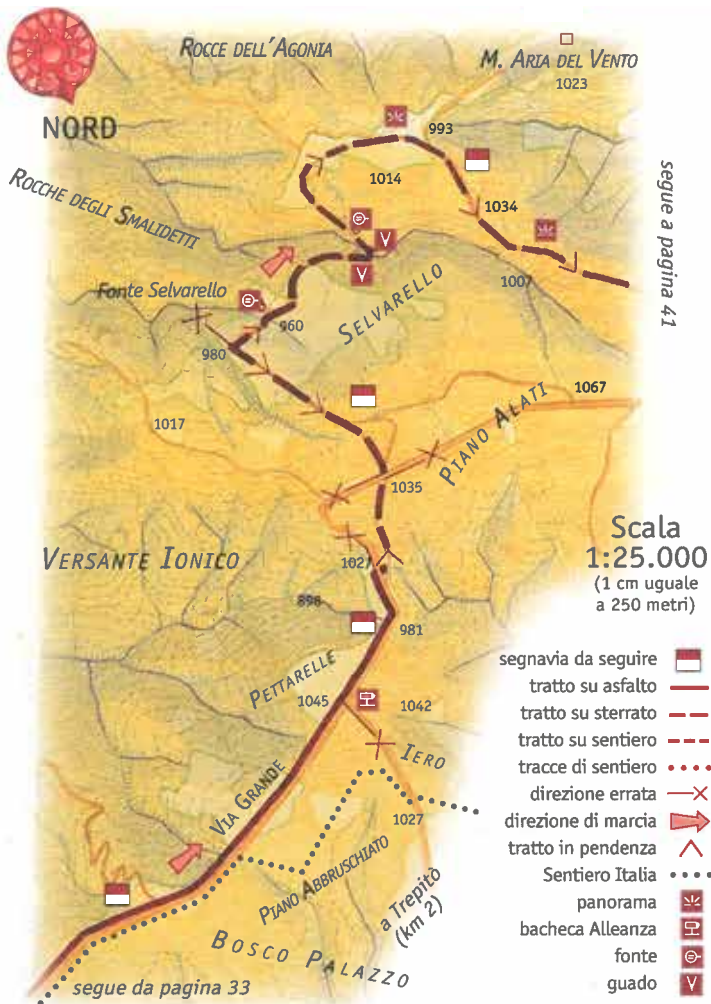 ROCCE DELL'AGONIA
M. ARIA DEL VENTO
1023
NORD
993
ROCCHE DEGLI SMALIDETTI
1014
1034
segue a pagina 41
1007
Fonte Selvarello
SELVARELLO
960
980
1067
1017
PIANO ALATI
1035
Scala
1:25.000
(1 cm uguale
a 250 metri)
VERSANTE IONICO
1021
898
981
segnavia da seguire
tratto su asfalto
tratto su sterrato
tratto su sentiero
tracce di sentiero
direzione errata
direzione di marcia
tratto in pendenza
Sentiero Italia
panorama
bacheca Alleanza
fonte
guado
PETTARELLE
1045
1042
IERO
VIA GRANDE
1027
PIANO ABBRUSCHIATO
a Trepitò
(km 2)
BOSCO PALAZZO
segue da pagina 33
V
V
V